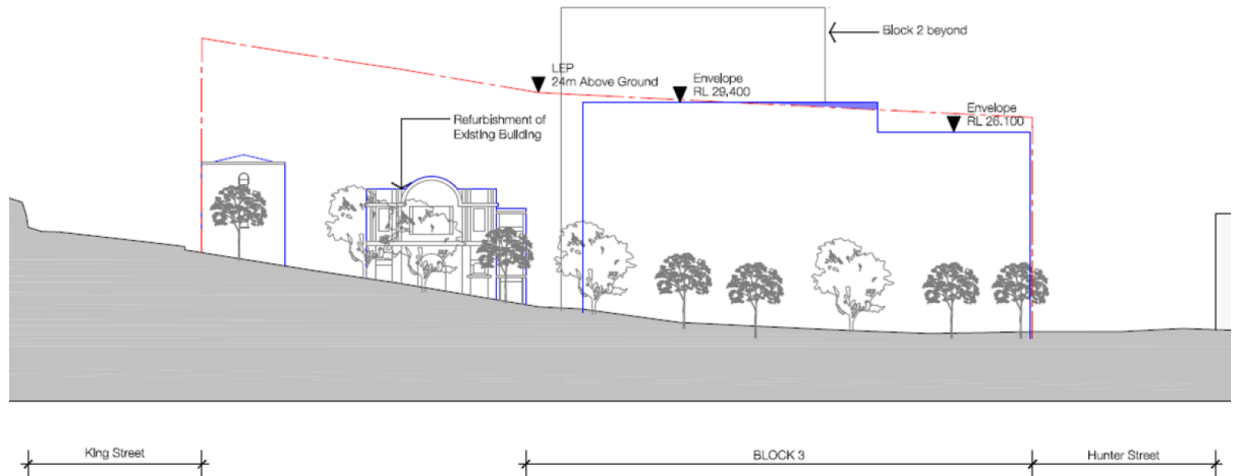 Block 2 beyond
LEP
24m Above Ground
Envelope
RL 29,400
Envelope
RL 26.100
Refurbishment of
Existing Building
King Street
BLOCK 3
Hunter Street